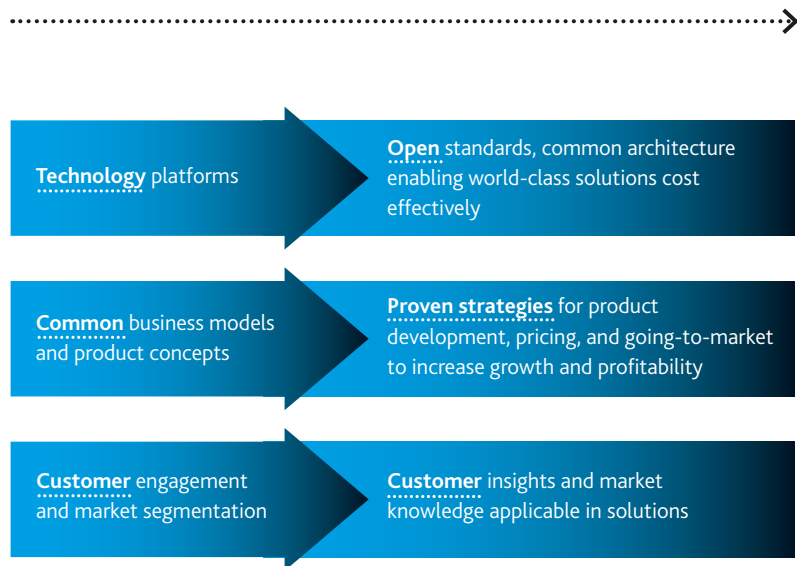 Technology platforms
Open standards, common architecture
enabling world-class solutions cost
effectively
Common business models
and product concepts
Proven strategies for product
development, pricing, and going-to-market
to increase growth and profitability
Customer engagement
and market segmentation
Customer insights and market
knowledge applicable in solutions